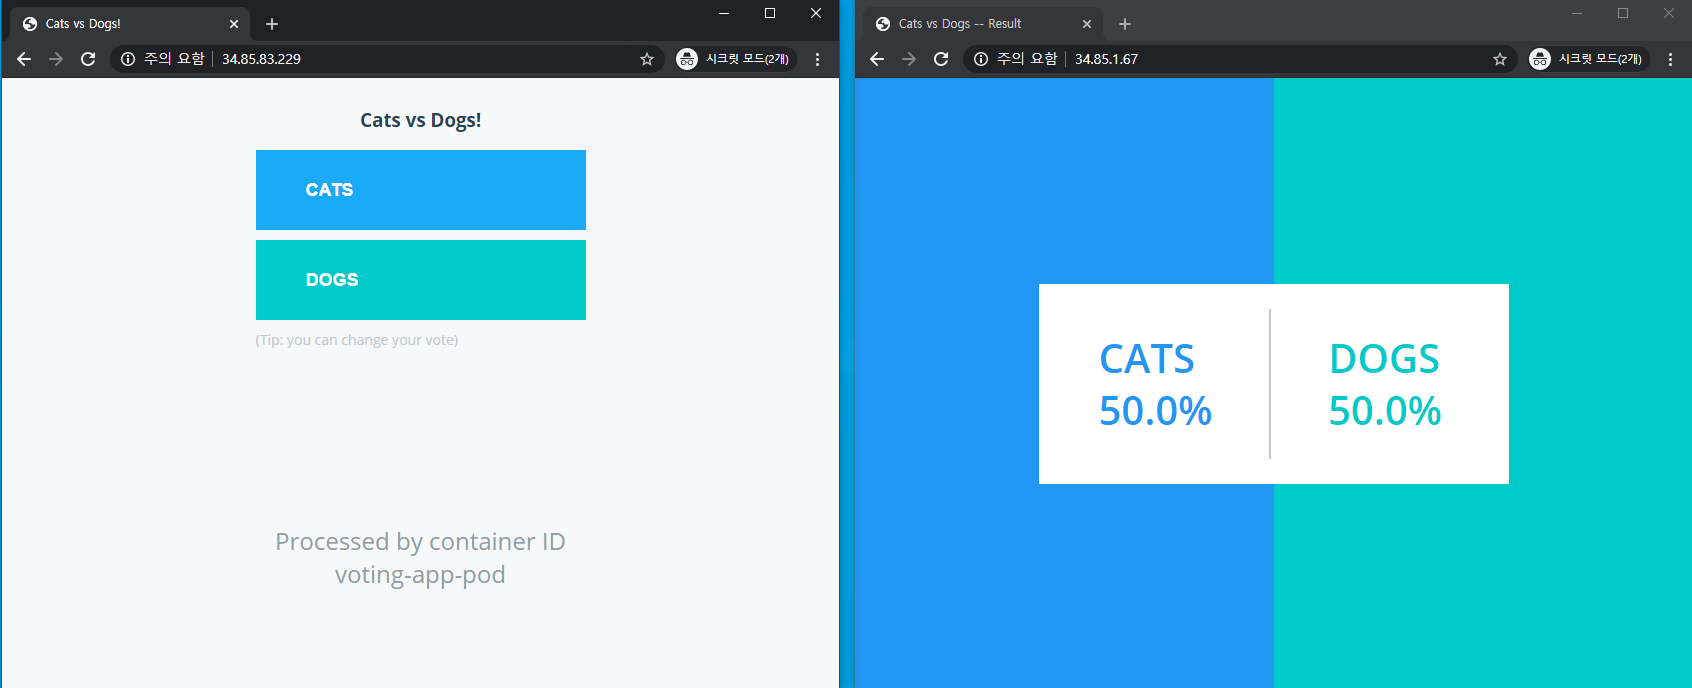 Cats vs Dogs!
주의 요함 34.85.83.229
시크릿 모드(2개)
Cats vs Dogs!
CATS
DOGS
(Tip: you can change your vote)
Processed by container ID
voting-app-pod
Cats vs Dogs -- Result
주의 요함 34.85.1.67
시크릿 모드(2개)
CATS
50.0%
DOGS
50.0%